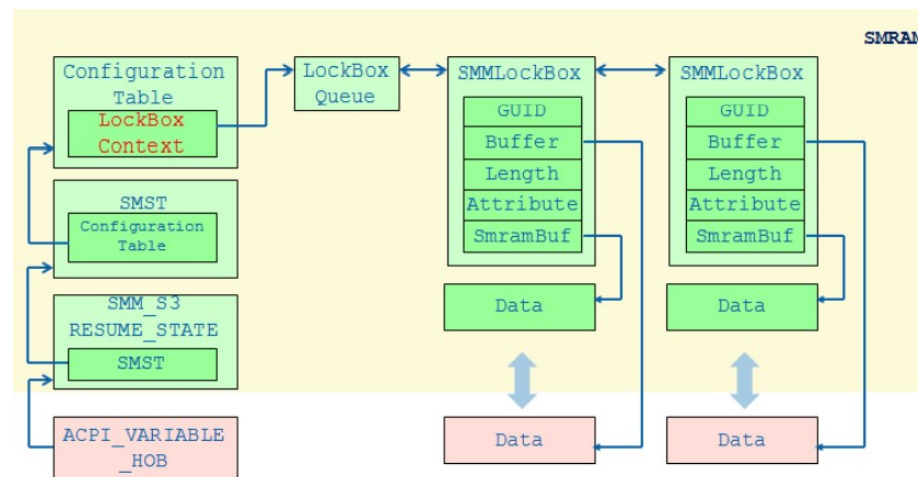 SMRAM
Configuration
Table
LockBox
Context
SMST
Configuration
Table
SMM_S3
RESUME_STATE
SMST
ACPI_VARIABLE
_HOB
LockBox
Queue
SMMLockBox
GUID
Buffer
Length
Attribute
SmramBuf
Data
Data
SMMLockBox
GUID
Buffer
Length
Attribute
SmramBuf
Data
Data